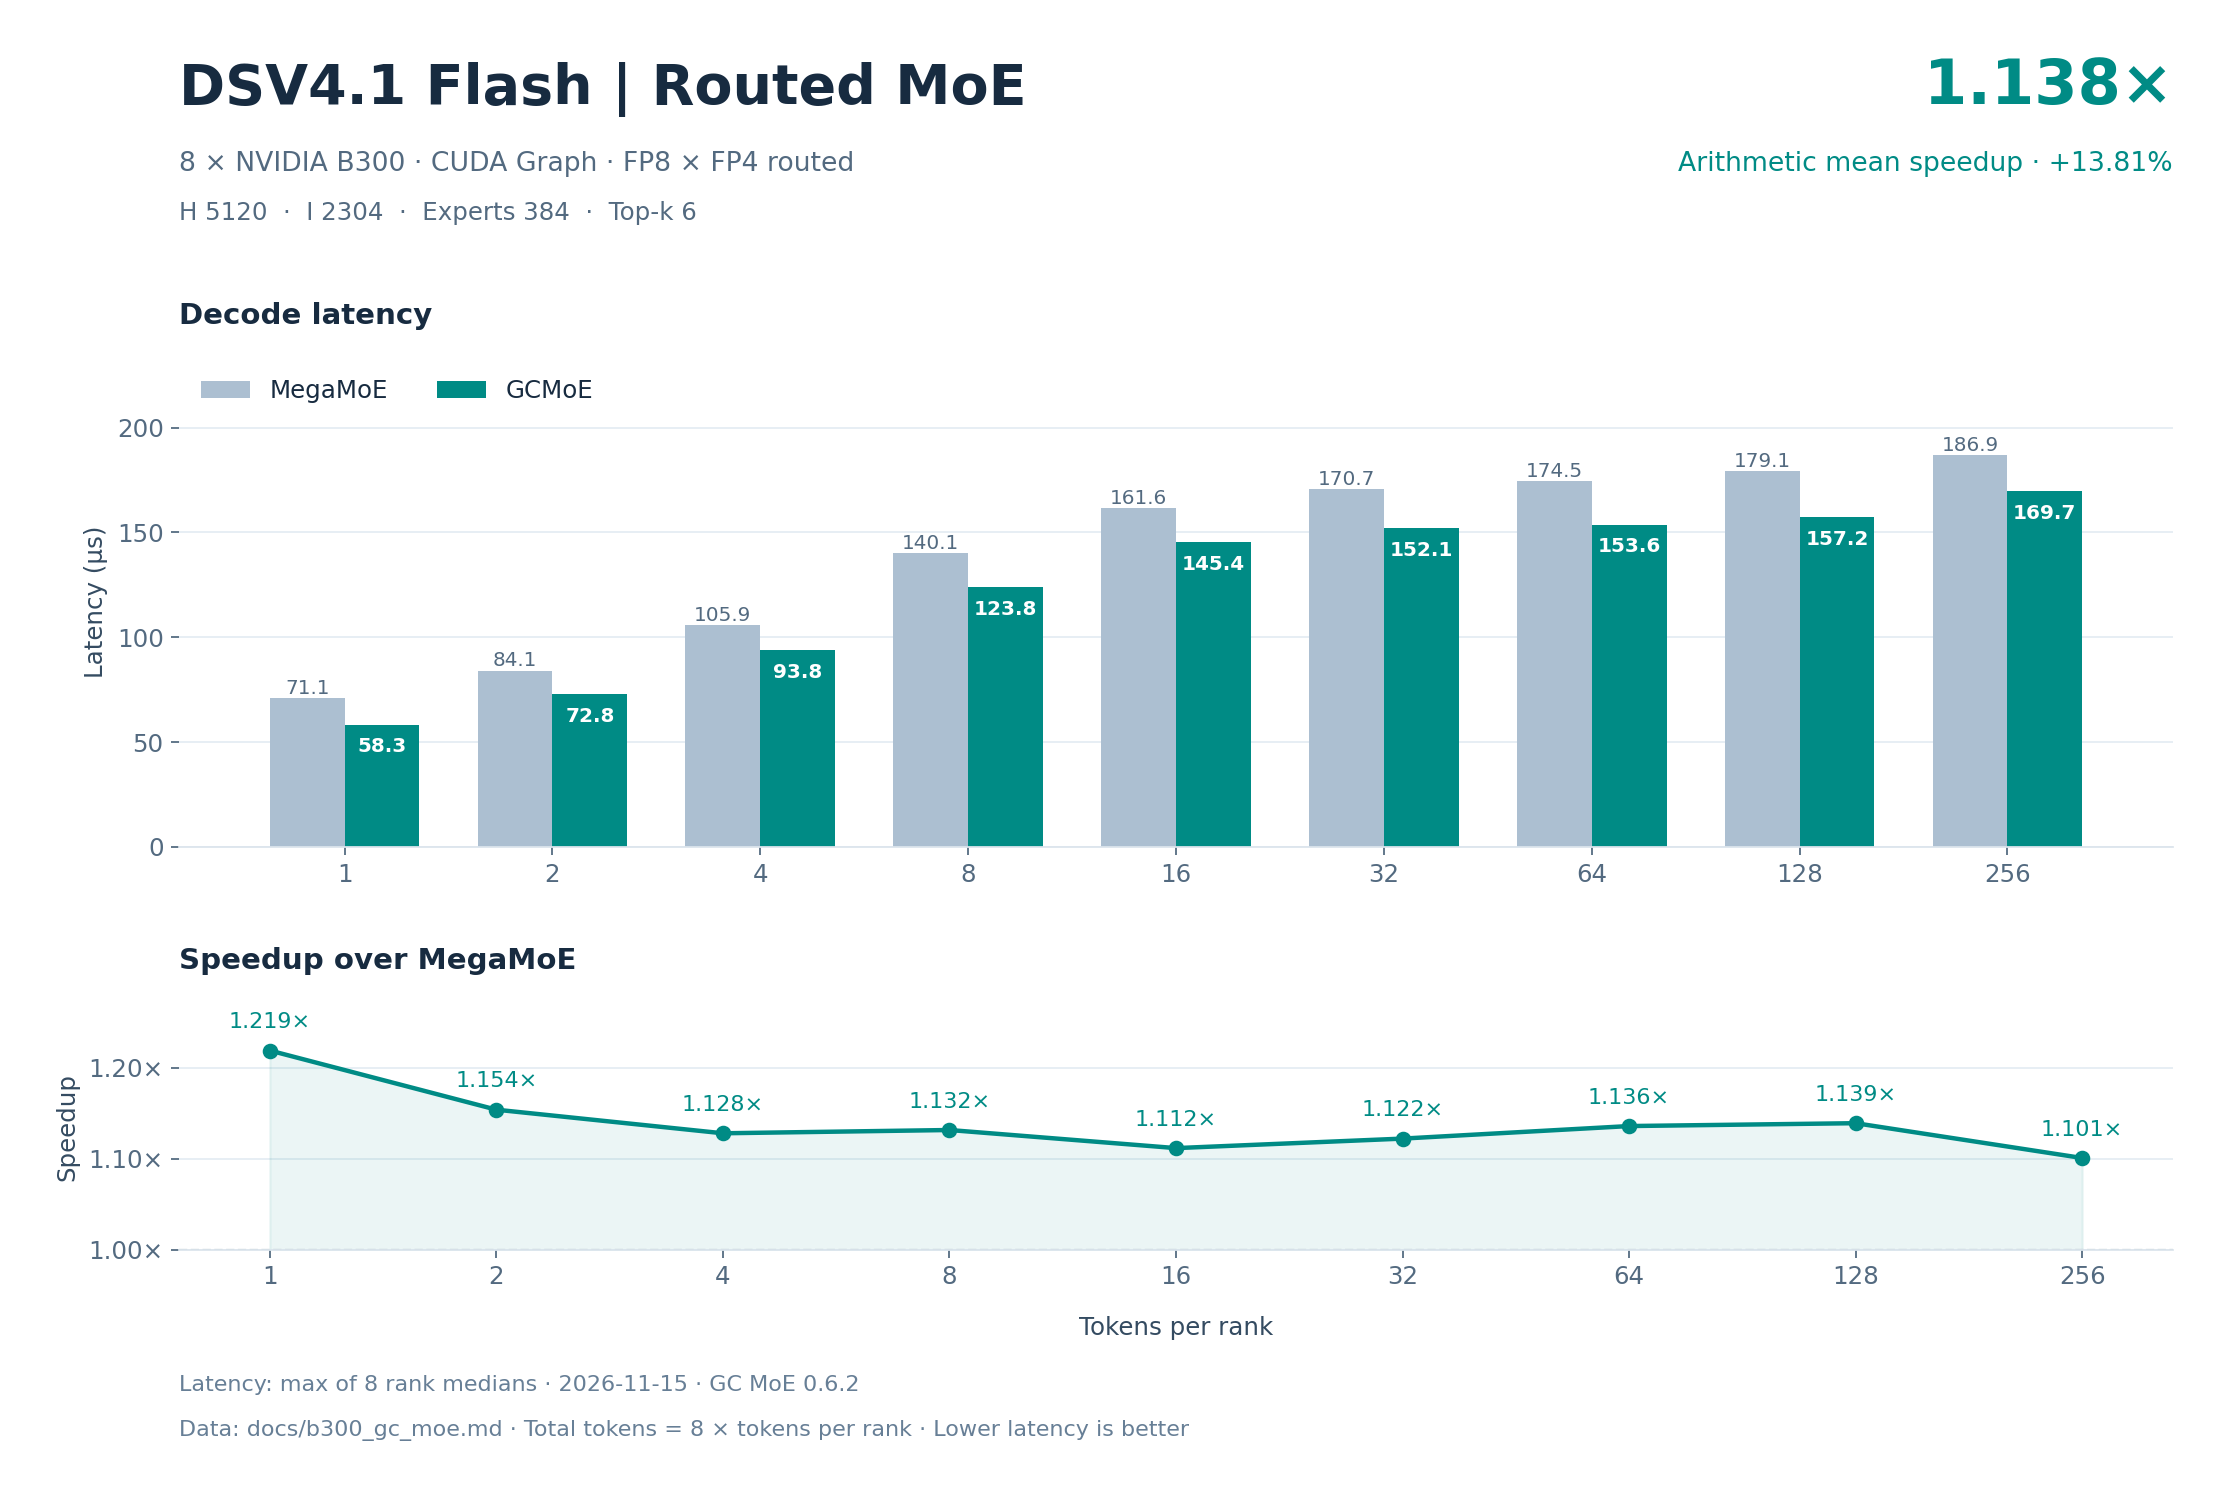 DSV4.1 Flash | Routed MoE
1.138×
8 × NVIDIA B300 · CUDA Graph · FP8 × FP4 routed
Arithmetic mean speedup · +13.81%
H 5120 · I 2304 · Experts 384 · Top-k 6
Decode latency
MegaMoE
GCMoE
Latency (µs)
200
150
100
50
0
71.1
58.3
84.1
72.8
105.9
93.8
140.1
123.8
161.6
145.4
170.7
152.1
174.5
153.6
179.1
157.2
186.9
169.7
1 2 4 8 16 32 64 128 256
Speedup over MegaMoE
Speedup
1.20×
1.10×
1.00×
1.219×
1.154×
1.128×
1.132×
1.112×
1.122×
1.136×
1.139×
1.101×
1 2 4 8 16 32 64 128 256
Tokens per rank
Latency: max of 8 rank medians · 2026-11-15 · GC MoE 0.6.2
Data: docs/b300_gc_moe.md · Total tokens = 8 × tokens per rank · Lower latency is better